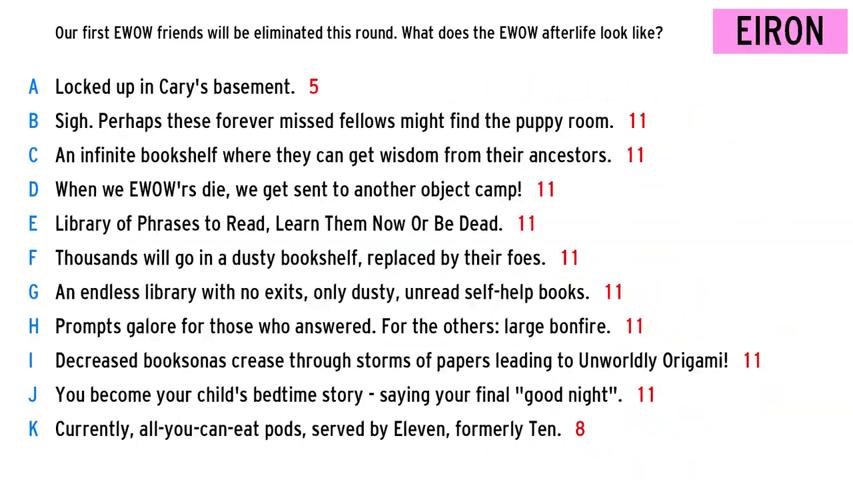 Our first EWOW friends will be eliminated this round. What does the EWOW afterlife look like?
EIRON
A Locked up in Cary's basement. 5
B Sigh. Perhaps these forever missed fellows might find the puppy room. 11
C An infinite bookshelf where they can get wisdom from their ancestors. 11
D When we EWOW'rs die, we get sent to another object camp! 11
E Library of Phrases to Read, Learn Them Now Or Be Dead. 11
F Thousands will go in a dusty bookshelf, replaced by their foes. 11
G An endless library with no exits, only dusty, unread self-help books. 11
H Prompts galore for those who answered. For the others: large bonfire. 11
I Decreased booksonas crease through storms of papers leading to Unworldly Origami! 11
J You become your child's bedtime story - saying your final "good night". 11
K Currently, all-you-can-eat pods, served by Eleven, formerly Ten. 8